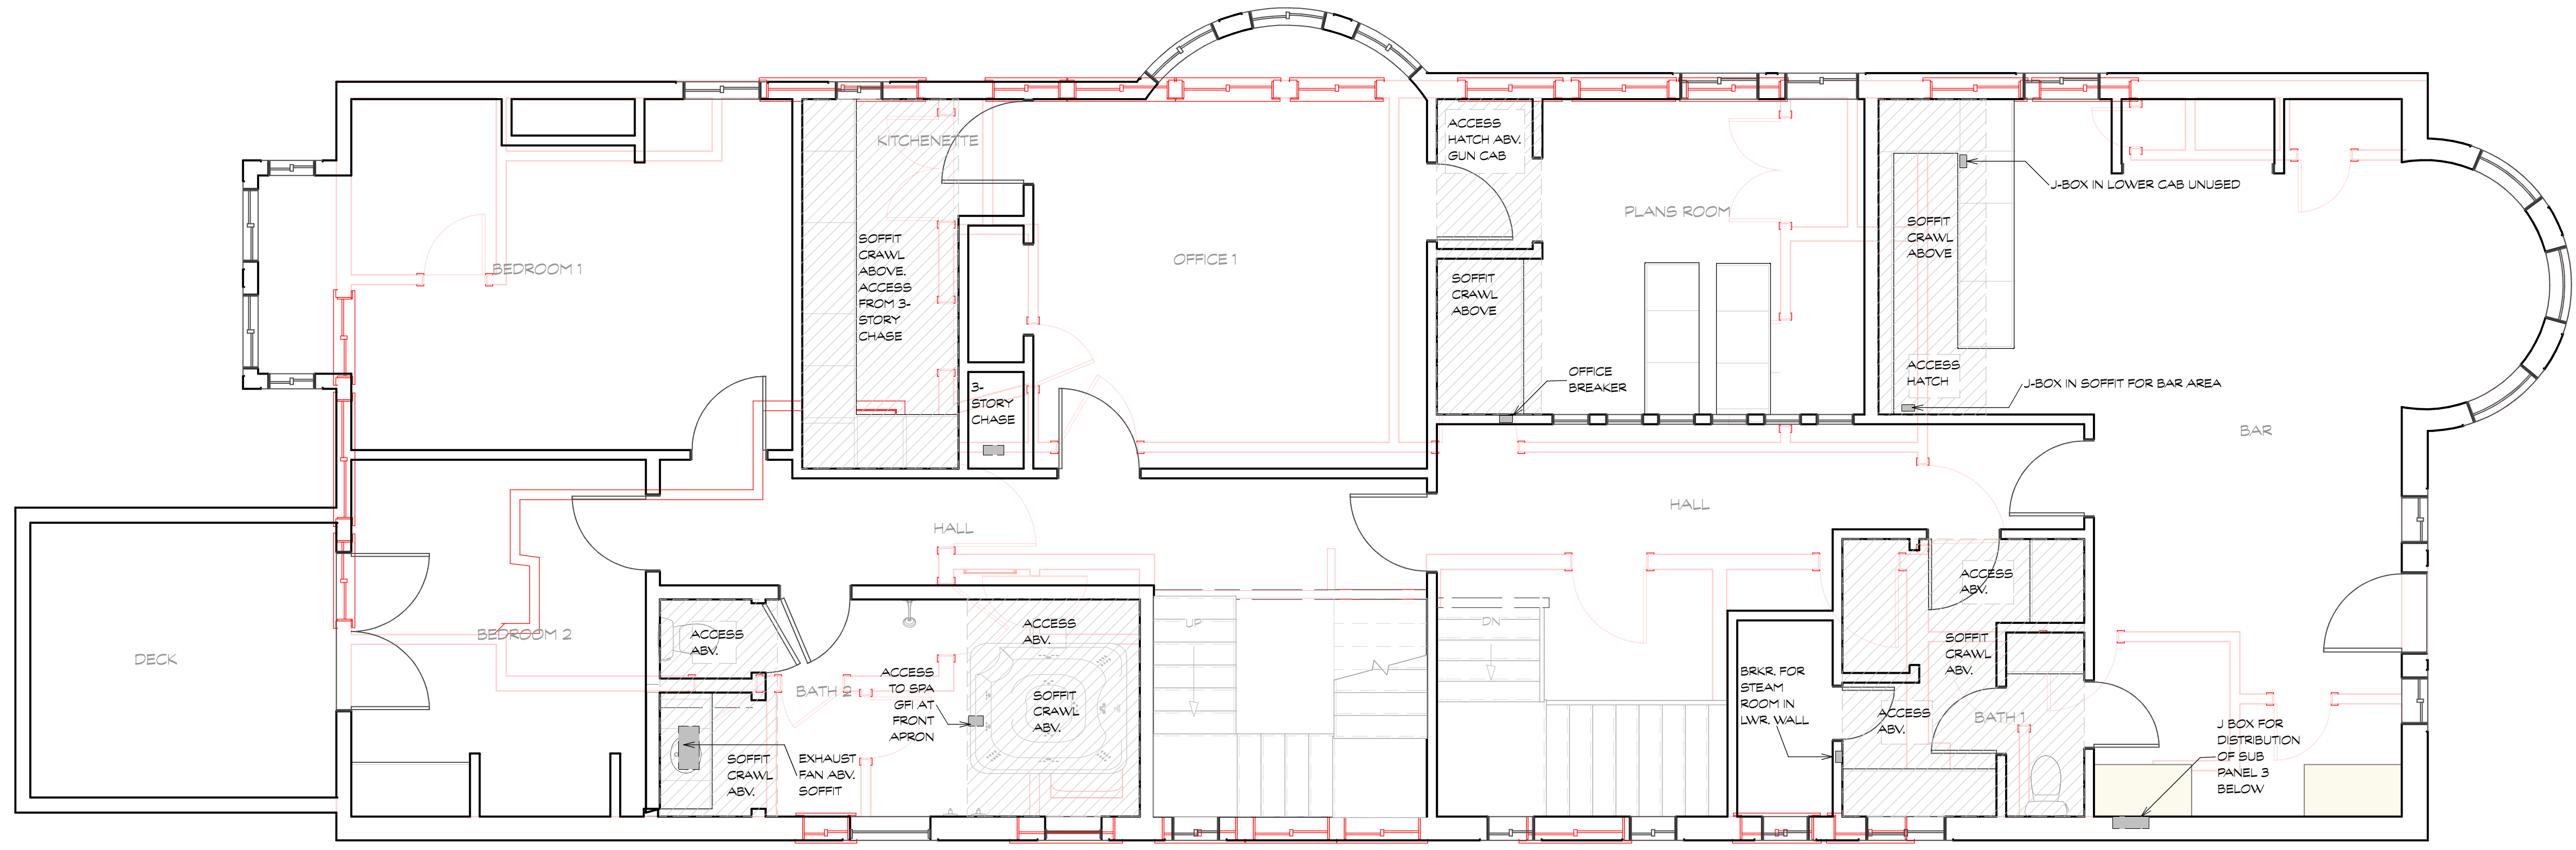 KITCHENETTE
ACCESS
HATCH ABV.
GUN CAB
J-BOX IN LOWER CAB UNUSED
PLANS ROOM
SOFFIT
CRAWL
ABOVE
SOFFIT
CRAWL
ABOVE.
ACCESS
FROM 3-
STORY
CHASE
BEDROOM 1
OFFICE 1
SOFFIT
CRAWL
ABOVE
OFFICE
BREAKER
ACCESS
HATCH
J-BOX IN SOFFIT FOR BAR AREA
3-
STORY
CHASE
BAR
HALL
HALL
ACCESS
ABV.
UP
DN
BEDROOM 2
DECK
ACCESS
ABV.
ACCESS
ABV.
SOFFIT
CRAWL
ABV.
ACCESS
TO SPA
GFI AT
FRONT
APRON
BATH 2
SOFFIT
CRAWL
ABV.
BRKR. FOR
STEAM
ROOM IN
LWR. WALL
ACCESS
ABV.
BATH 1
J BOX FOR
DISTRIBUTION
OF SUB
PANEL 3
BELOW
SOFFIT
CRAWL
ABV.
EXHAUST
FAN ABV.
SOFFIT